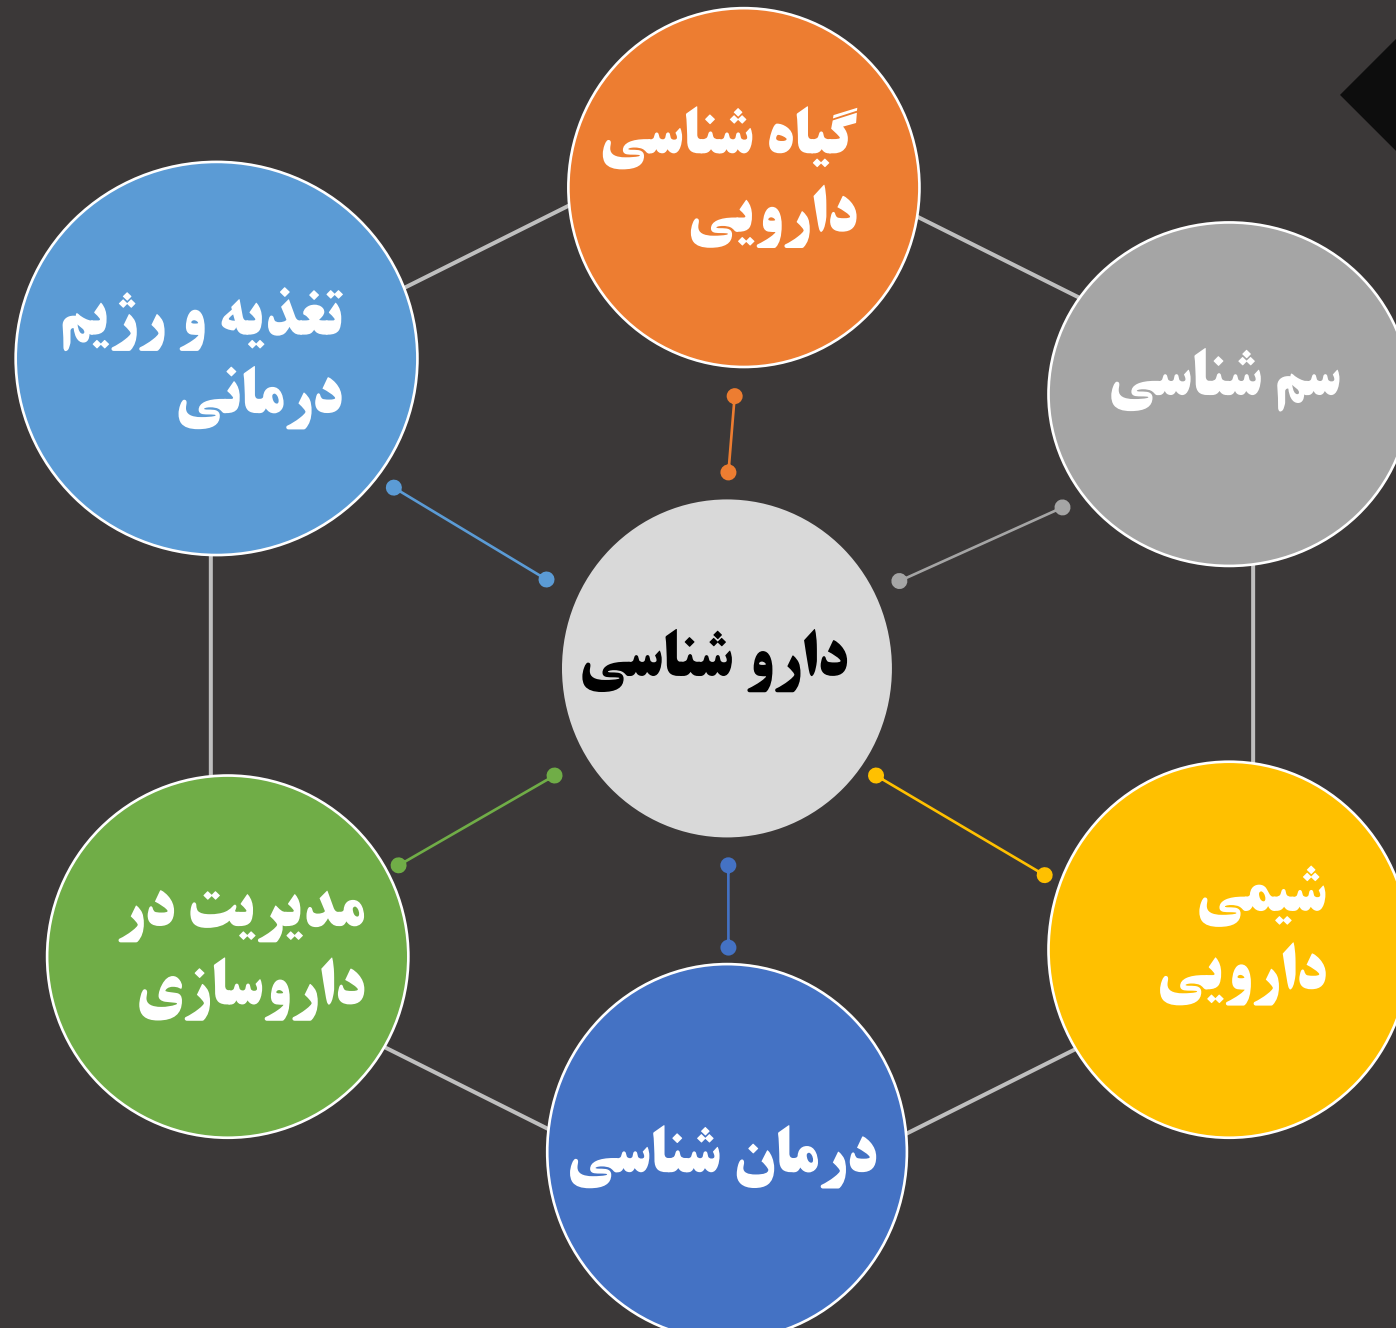 گیاه شناسی
دارویی
تغذیه و رژیم
درمانی
سم شناسی
دارو شناسی
مدیریت در
داروسازی
شیمی
دارویی
درمان شناسی